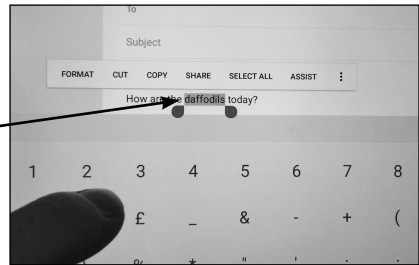 To
Subject
FORMAT CUT COPY SHARE SELECT ALL ASSIST
How are the daffodils today?
1 2 3 4 5 6 7 8
£ _ & - + (
% * " '